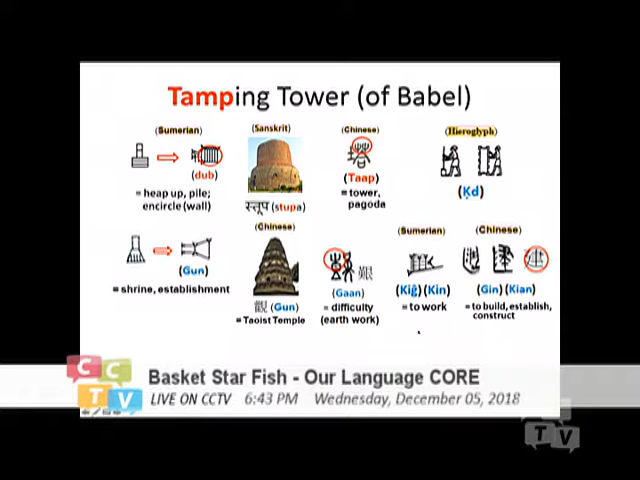 Tamping Tower (of Babel)
(Sumerian)
(Sanskrit)
(Chinese)
(Hieroglyph)
(dub)
= heap up, pile;
encircle (wall)
स्तूप (stupa)
(Taap)
= tower,
pagoda
(Ḳd)
(Chinese)
(Sumerian)
(Chinese)
(Gun)
= shrine, establishment
觀 (Gun)
= Taoist Temple
艱
(Gaan)
= difficulty
(earth work)
(Kiĝ) (Kin)
= to work
(Gin) (Kian)
= to build, establish,
construct
CCTV
Basket Star Fish - Our Language CORE
LIVE ON CCTV 6:43 PM Wednesday, December 05, 2018
TV